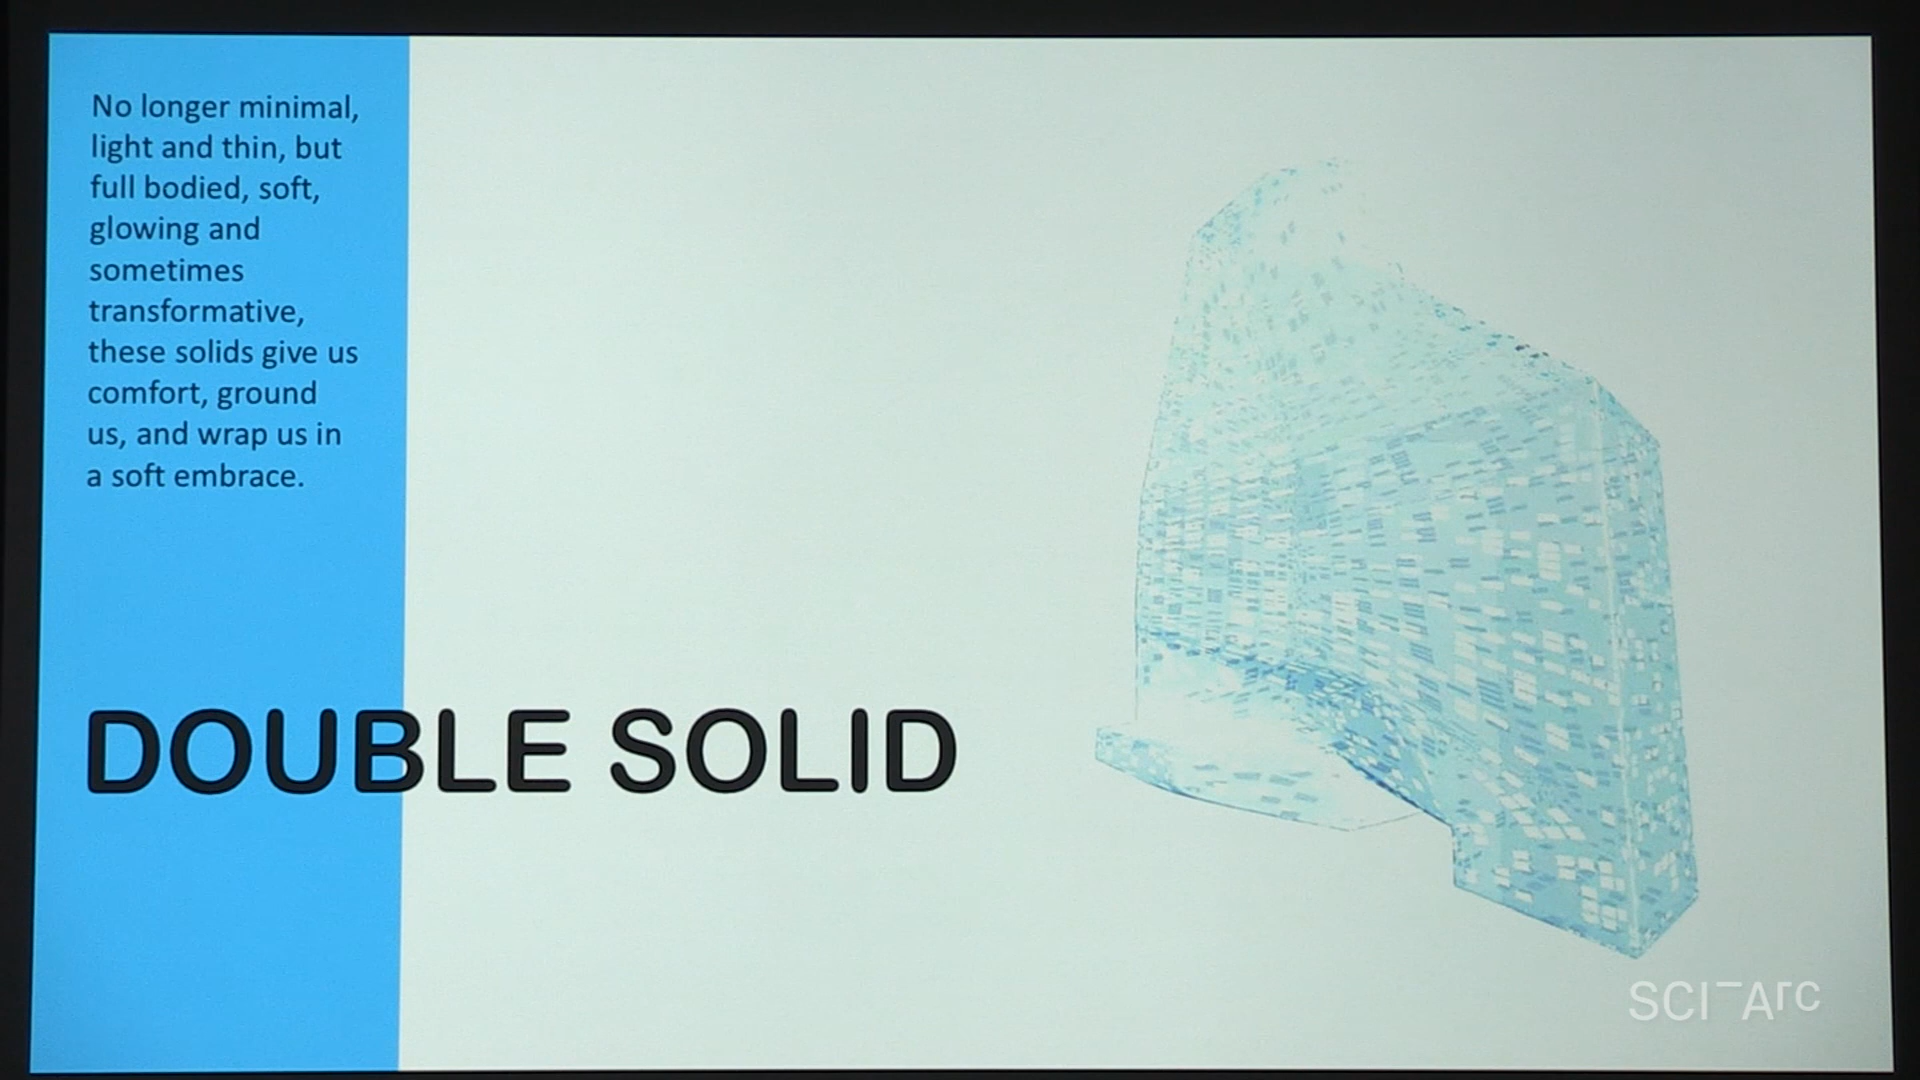 No longer minimal,
light and thin, but
full bodied, soft,
glowing and
sometimes
transformative,
these solids give us
comfort, ground
us, and wrap us in
a soft embrace.
DOUBLE SOLID
SCI-Arc